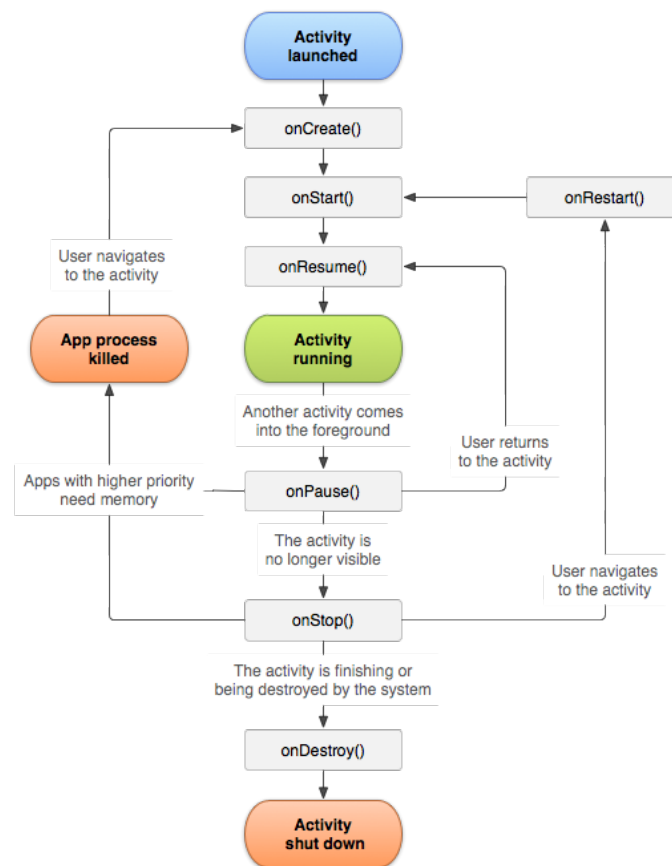 Activity
launched
onCreate()
onStart()
onRestart()
User navigates
to the activity
onResume()
App process
killed
Activity
running
Another activity comes
into the foreground
User returns
to the activity
Apps with higher priority
need memory
onPause()
The activity is
no longer visible
User navigates
to the activity
onStop()
The activity is finishing or
being destroyed by the system
onDestroy()
Activity
shut down